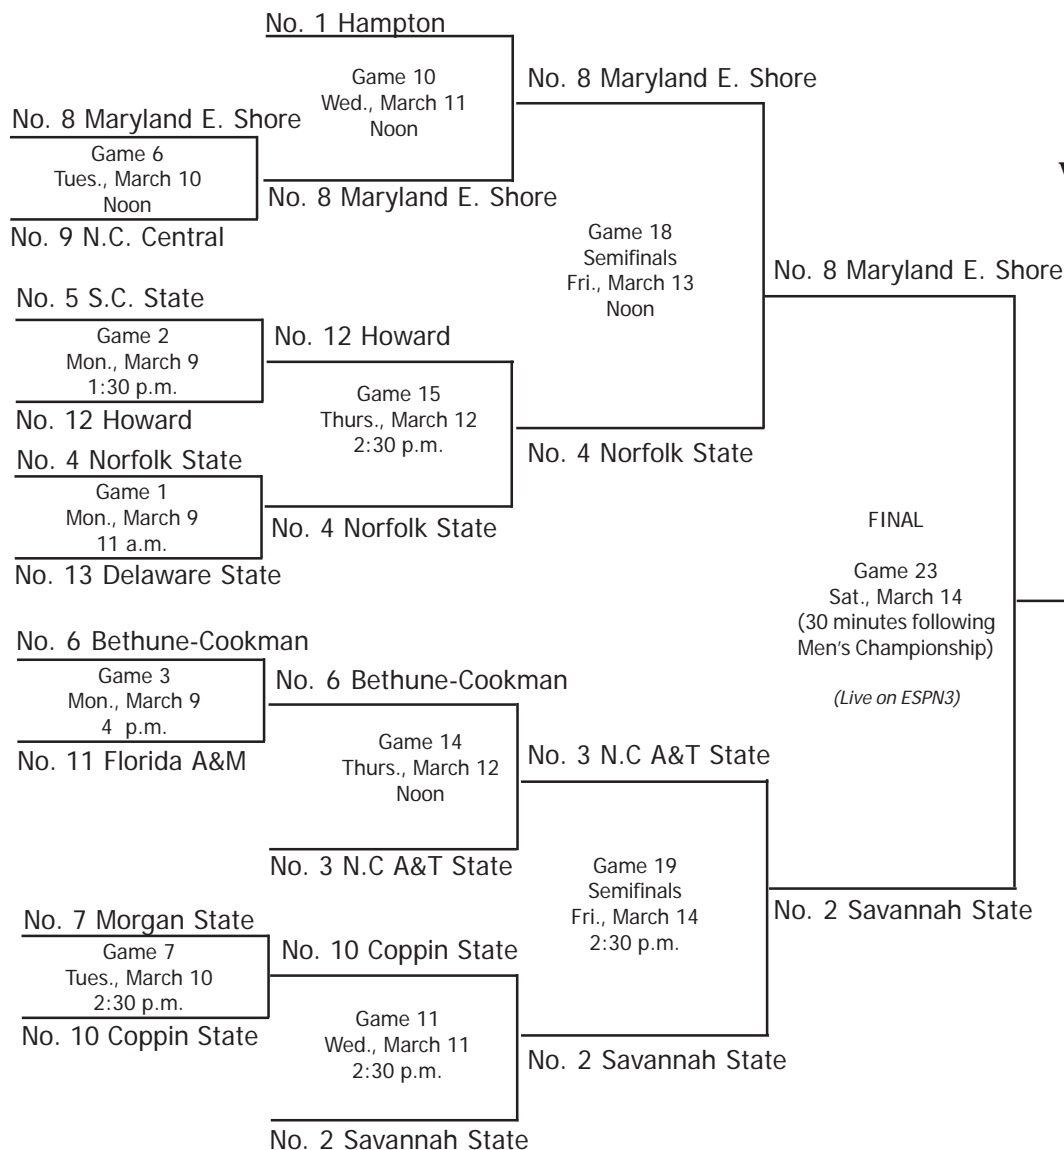 No. 1 Hampton
Game 10
Wed., March 11
Noon
No. 8 Maryland E. Shore
No. 8 Maryland E. Shore
Game 6
Tues., March 10
Noon
No. 8 Maryland E. Shore
No. 9 N.C. Central
Game 18
Semifinals
Fri., March 13
Noon
No. 8 Maryland E. Shore
No. 5 S.C. State
Game 2
Mon., March 9
1:30 p.m.
No. 12 Howard
No. 12 Howard
Game 15
Thurs., March 12
2:30 p.m.
No. 4 Norfolk State
No. 4 Norfolk State
Game 1
Mon., March 9
11 a.m.
No. 4 Norfolk State
No. 13 Delaware State
FINAL
Game 23
Sat., March 14
(30 minutes following
Men's Championship)
(Live on ESPN3)
No. 6 Bethune-Cookman
Game 3
Mon., March 9
4 p.m.
No. 6 Bethune-Cookman
No. 11 Florida A&M
Game 14
Thurs., March 12
Noon
No. 3 N.C A&T State
No. 3 N.C A&T State
Game 19
Semifinals
Fri., March 14
2:30 p.m.
No. 2 Savannah State
No. 7 Morgan State
Game 7
Tues., March 10
2:30 p.m.
No. 10 Coppin State
No. 10 Coppin State
Game 11
Wed., March 11
2:30 p.m.
No. 2 Savannah State
No. 2 Savannah State